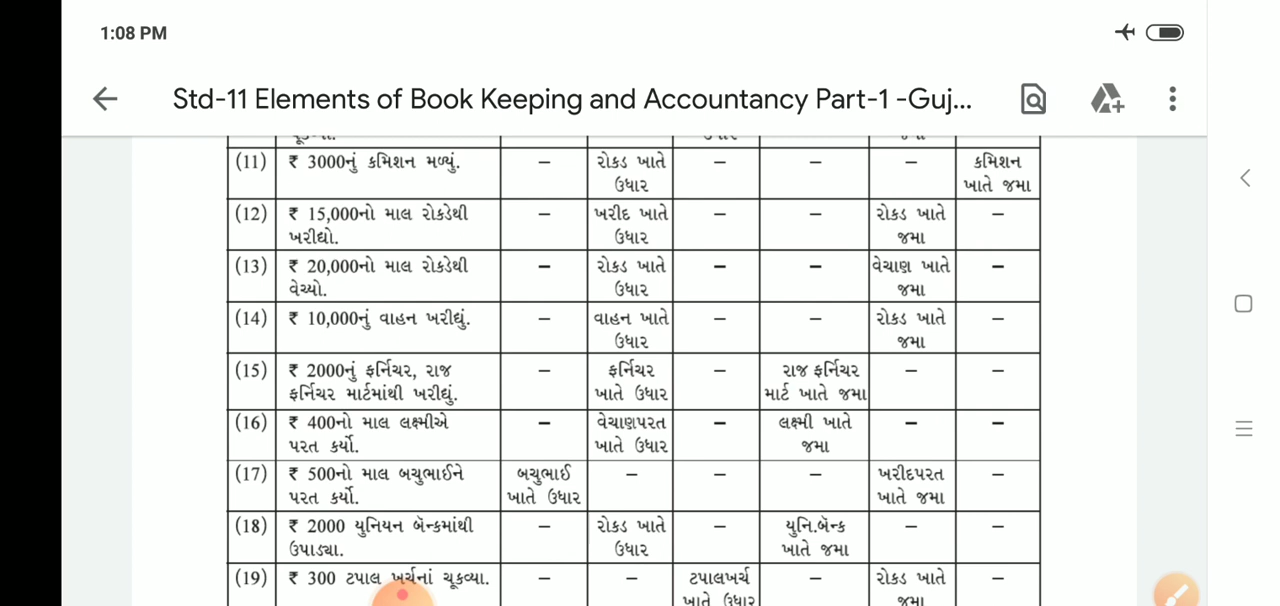 1:08 PM
Std-11 Elements of Book Keeping and Accountancy Part-1 -Guj...
(11) ₹ 3000નું કમિશન મળ્યું. – રોકડ ખાતે – – – કમિશન
ઉધાર ખાતે જમા
(12) ₹ 15,000નો માલ રોકડેથી – ખરીદ ખાતે – – રોકડ ખાતે –
ખરીદ્યો. ઉધાર જમા
(13) ₹ 20,000નો માલ રોકડેથી – રોકડ ખાતે – – વેચાણ ખાતે –
વેચ્યો. ઉધાર જમા
(14) ₹ 10,000નું વાહન ખરીદ્યું. – વાહન ખાતે – – રોકડ ખાતે –
ઉધાર જમા
(15) ₹ 2000નું ફર્નિચર, રાજ – ફર્નિચર – રાજ ફર્નિચર – –
ફર્નિચર માર્ટમાંથી ખરીદ્યું. ખાતે ઉધાર માર્ટ ખાતે જમા
(16) ₹ 400નો માલ લક્ષ્મીએ – વેચાણપરત – લક્ષ્મી ખાતે – –
પરત કર્યો. ખાતે ઉધાર જમા
(17) ₹ 500નો માલ બચુભાઈને બચુભાઈ – – – ખરીદપરત –
પરત કર્યો. ખાતે ઉધાર ખાતે જમા
(18) ₹ 2000 યુનિયન બૅન્કમાંથી – રોકડ ખાતે – યુનિ.બૅન્ક – –
ઉપાડ્યા. ઉધાર ખાતે જમા
(19) ₹ 300 ટપાલ ખર્ચનાં ચૂકવ્યા. – – ટપાલખર્ચ – રોકડ ખાતે –
ખાતે ઉધાર જમા